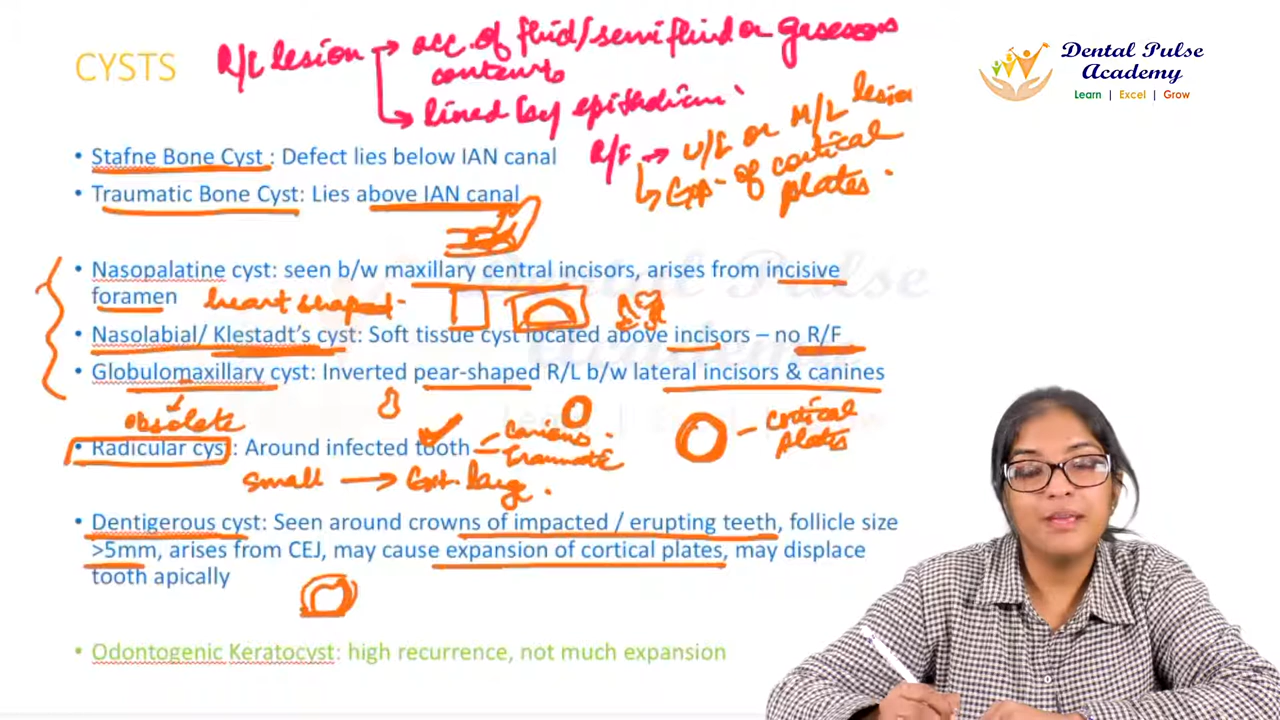 CYSTS
R/L lesion → acc. of fluid/semifluid or gaseous
contents
↳ lined by epithelium
R/F → U/L or M/L lesion
↳ Exp. of cortical
plates.
Dental Pulse
Academy
Learn | Excel | Grow
• Stafne Bone Cyst : Defect lies below IAN canal
• Traumatic Bone Cyst: Lies above IAN canal
• Nasopalatine cyst: seen b/w maxillary central incisors, arises from incisive
foramen heart shaped
• Nasolabial/ Klestadt's cyst: Soft tissue cyst located above incisors – no R/F
• Globulomaxillary cyst: Inverted pear-shaped R/L b/w lateral incisors & canines
obsolete
cortical
plates
• Radicular cyst: Around infected tooth
Carious
Traumatic
small → Ext. large.
• Dentigerous cyst: Seen around crowns of impacted / erupting teeth, follicle size
>5mm, arises from CEJ, may cause expansion of cortical plates, may displace
tooth apically
• Odontogenic Keratocyst: high recurrence, not much expansion